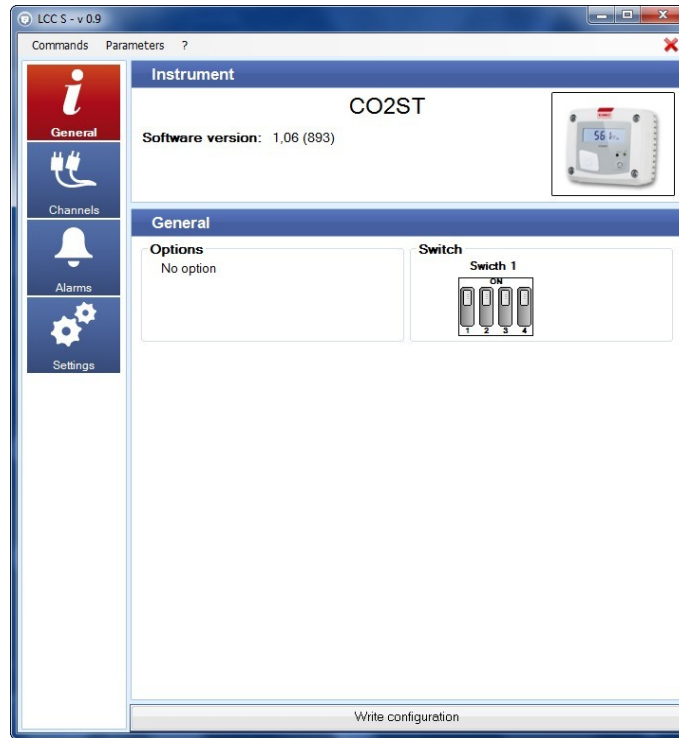 LCC S - v 0.9
Commands Parameters ?
General
Channels
Alarms
Settings
Instrument
CO2ST
Software version: 1,06 (893)
General
Options
No option
Switch
Swicth 1
ON
1 2 3 4
Write configuration